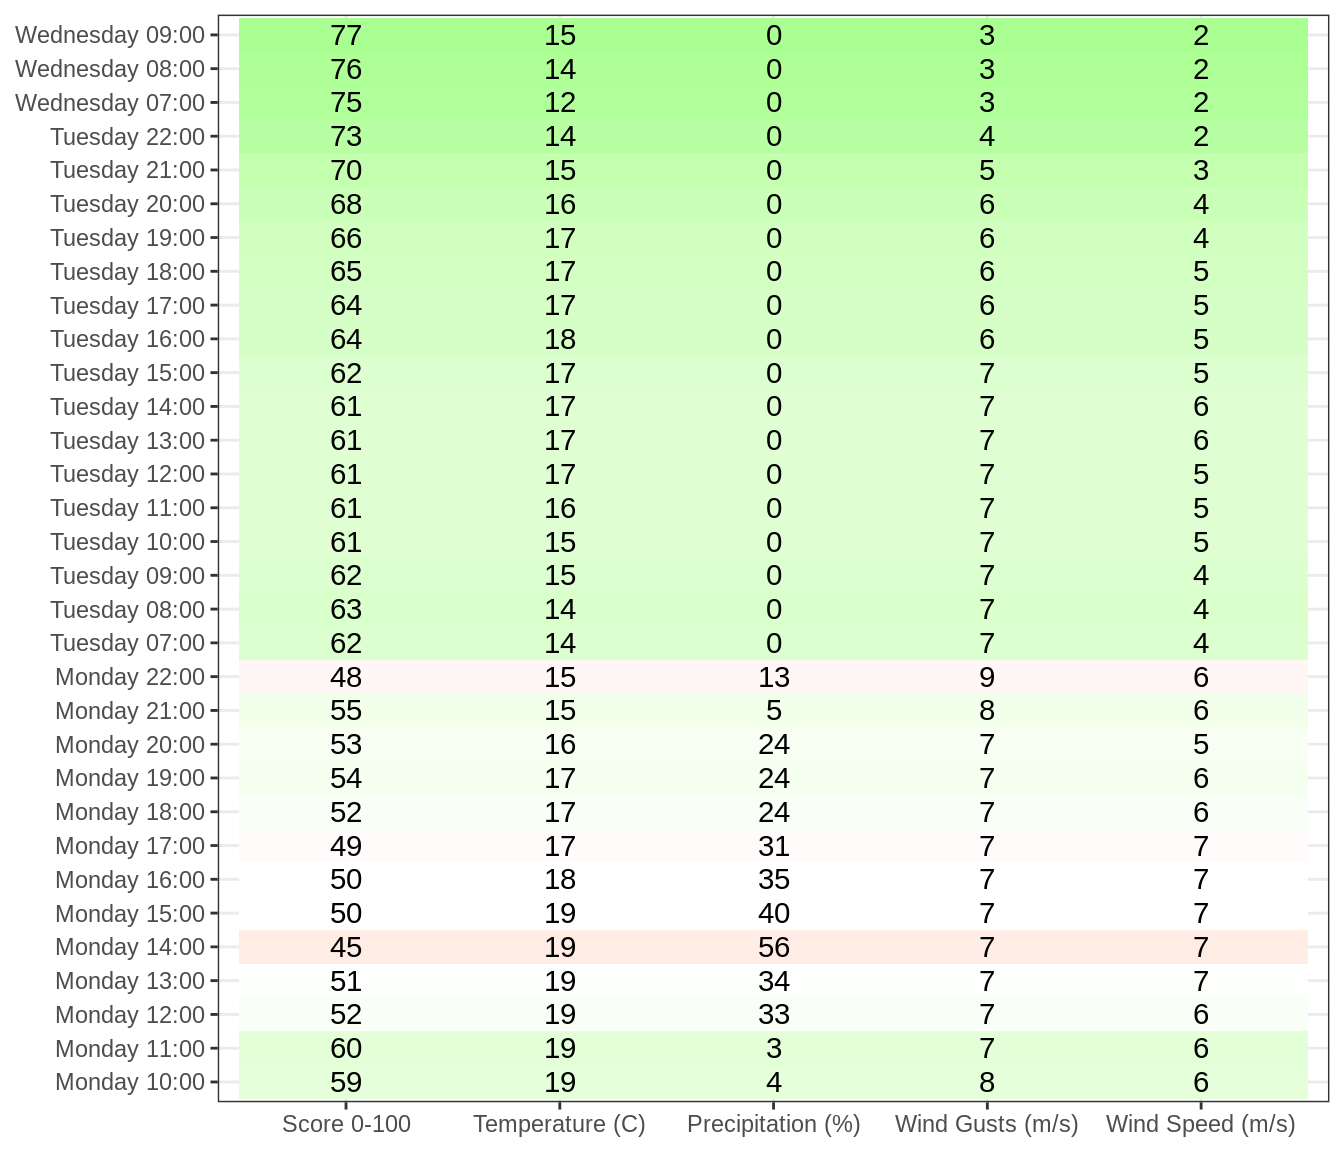 Wednesday 09:00 77 15 0 3 2
Wednesday 08:00 76 14 0 3 2
Wednesday 07:00 75 12 0 3 2
Tuesday 22:00 73 14 0 4 2
Tuesday 21:00 70 15 0 5 3
Tuesday 20:00 68 16 0 6 4
Tuesday 19:00 66 17 0 6 4
Tuesday 18:00 65 17 0 6 5
Tuesday 17:00 64 17 0 6 5
Tuesday 16:00 64 18 0 6 5
Tuesday 15:00 62 17 0 7 5
Tuesday 14:00 61 17 0 7 6
Tuesday 13:00 61 17 0 7 6
Tuesday 12:00 61 17 0 7 5
Tuesday 11:00 61 16 0 7 5
Tuesday 10:00 61 15 0 7 5
Tuesday 09:00 62 15 0 7 4
Tuesday 08:00 63 14 0 7 4
Tuesday 07:00 62 14 0 7 4
Monday 22:00 48 15 13 9 6
Monday 21:00 55 15 5 8 6
Monday 20:00 53 16 24 7 5
Monday 19:00 54 17 24 7 6
Monday 18:00 52 17 24 7 6
Monday 17:00 49 17 31 7 7
Monday 16:00 50 18 35 7 7
Monday 15:00 50 19 40 7 7
Monday 14:00 45 19 56 7 7
Monday 13:00 51 19 34 7 7
Monday 12:00 52 19 33 7 6
Monday 11:00 60 19 3 7 6
Monday 10:00 59 19 4 8 6
Score 0-100 Temperature (C) Precipitation (%) Wind Gusts (m/s) Wind Speed (m/s)